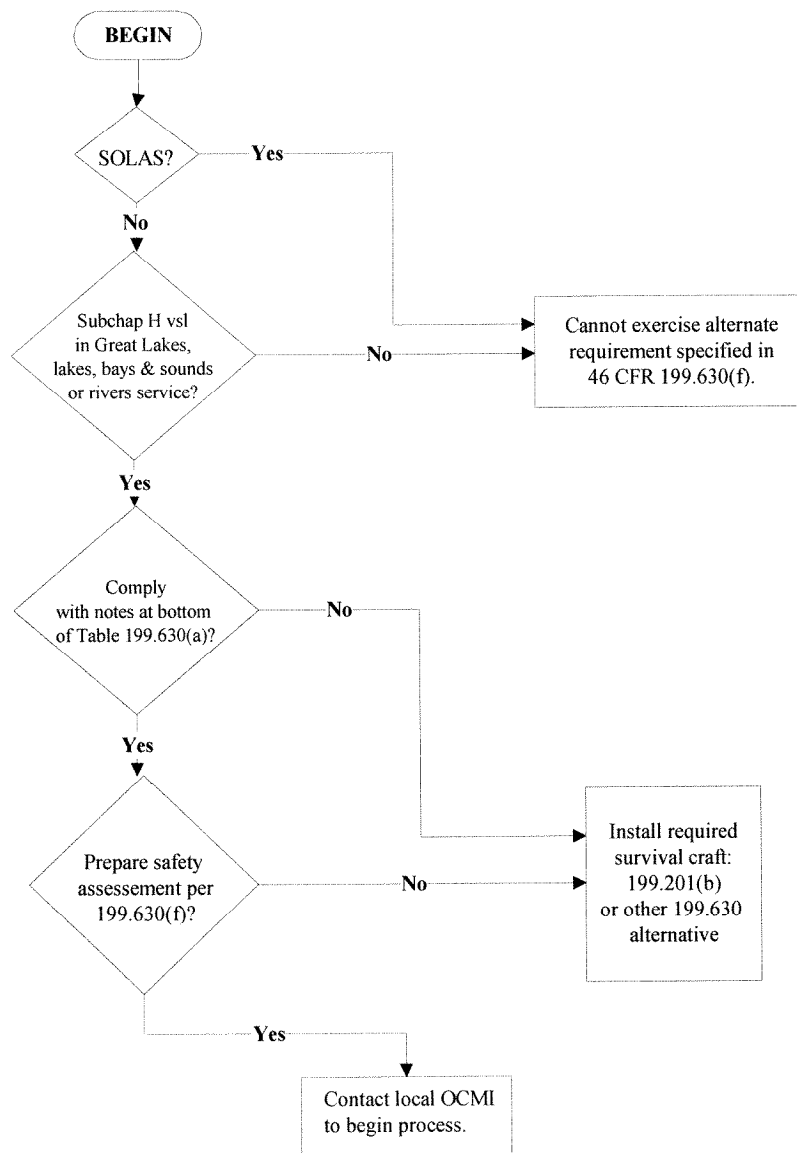 BEGIN
SOLAS?
Yes
No
Subchap H vsl
in Great Lakes,
lakes, bays & sounds
or rivers service?
No
Cannot exercise alternate
requirement specified in
46 CFR 199.630(f).
Yes
Comply
with notes at bottom
of Table 199.630(a)?
No
Yes
Prepare safety
assessement per
199.630(f)?
No
Install required
survival craft:
199.201(b)
or other 199.630
alternative
Yes
Contact local OCMI
to begin process.